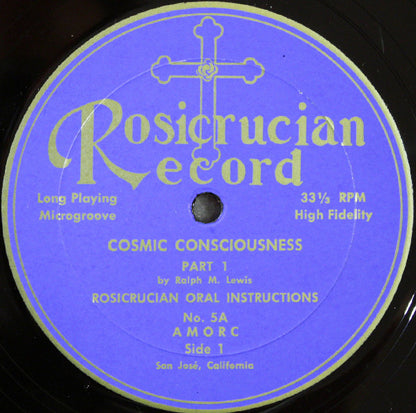 Rosicrucian
Record
Long Playing
Microgroove
33⅓ RPM
High Fidelity
COSMIC CONSCIOUSNESS
PART 1
by Ralph M. Lewis
ROSICRUCIAN ORAL INSTRUCTIONS
No. 5A
AMORC
Side 1
San José, California